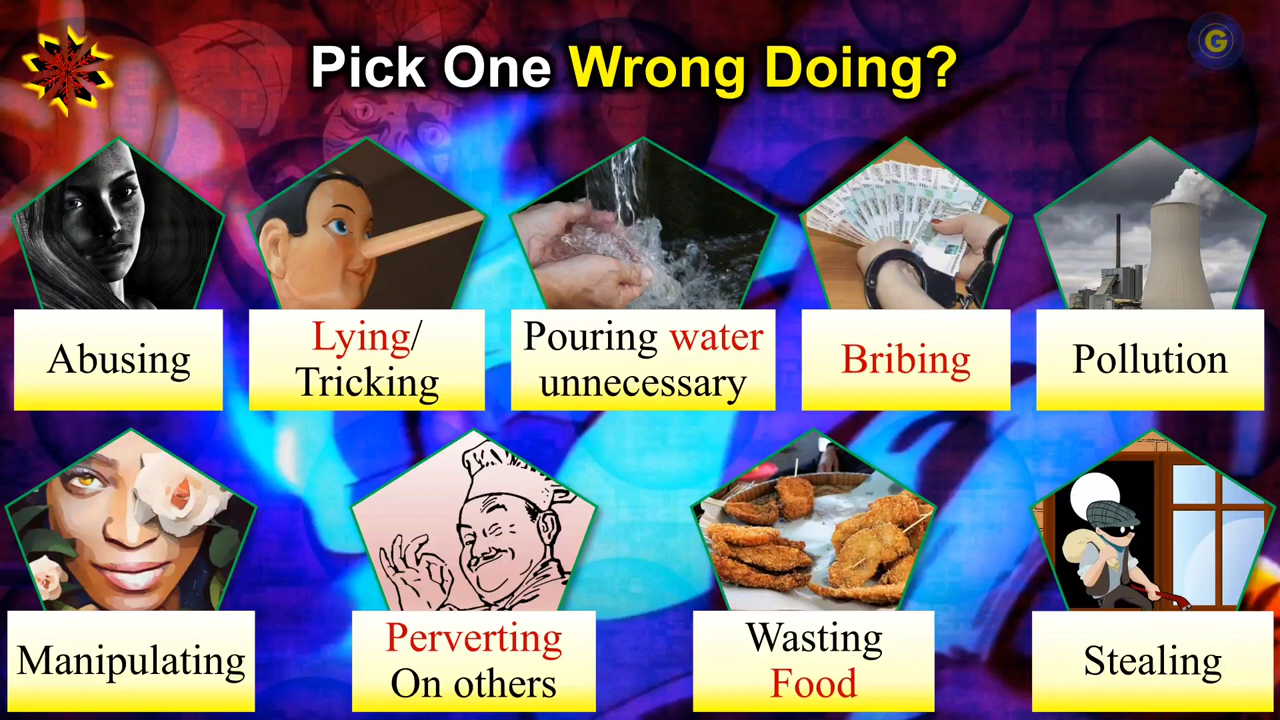 Pick One Wrong Doing?
G
Abusing
Lying/
Tricking
Pouring water
unnecessary
Bribing
Pollution
Manipulating
Perverting
On others
Wasting
Food
Stealing